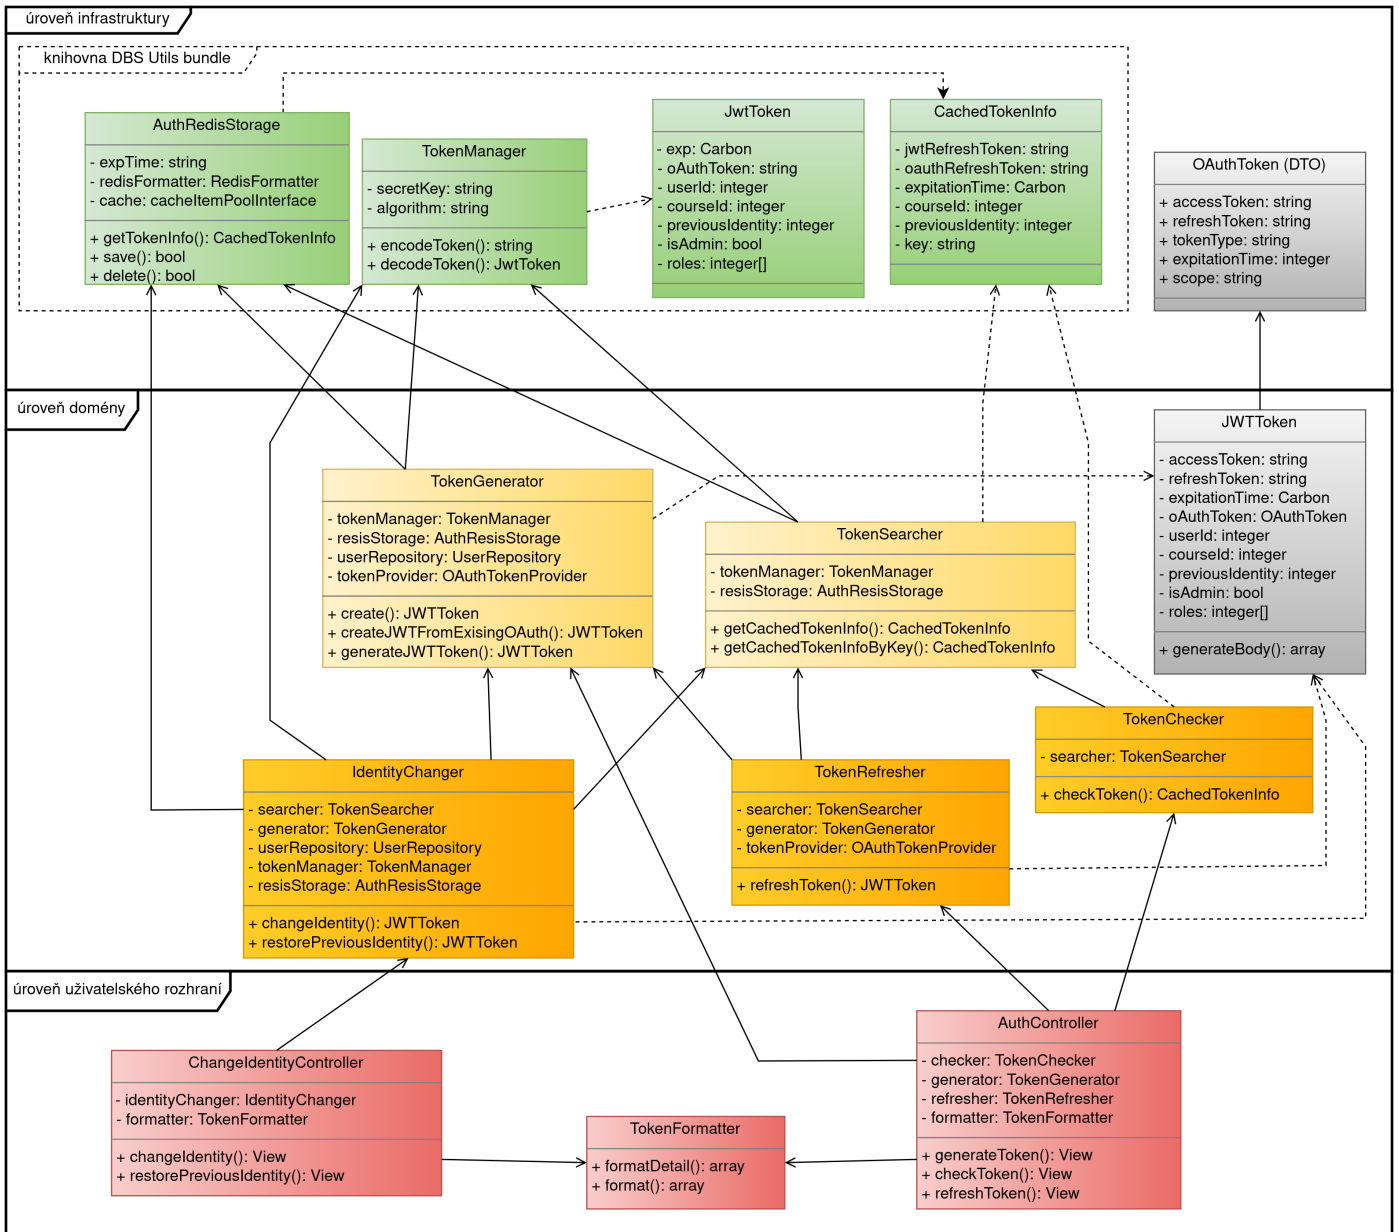 úroveň infrastruktury
knihovna DBS Utils bundle
AuthRedisStorage
- expTime: string
- redisFormatter: RedisFormatter
- cache: cacheItemPoolInterface
+ getTokenInfo(): CachedTokenInfo
+ save(): bool
+ delete(): bool
TokenManager
- secretKey: string
- algorithm: string
+ encodeToken(): string
+ decodeToken(): JwtToken
JwtToken
- exp: Carbon
- oAuthToken: string
- userId: integer
- courseId: integer
- previousIdentity: integer
- isAdmin: bool
- roles: integer[]
CachedTokenInfo
- jwtRefreshToken: string
- oauthRefreshToken: string
- expitationTime: Carbon
- courseId: integer
- previousIdentity: integer
- key: string
OAuthToken (DTO)
+ accessToken: string
+ refreshToken: string
+ tokenType: string
+ expitationTime: integer
+ scope: string
úroveň domény
JWTToken
- accessToken: string
- refreshToken: string
- expitationTime: Carbon
- oAuthToken: OAuthToken
- userId: integer
- courseId: integer
- previousIdentity: integer
- isAdmin: bool
- roles: integer[]
+ generateBody(): array
TokenGenerator
- tokenManager: TokenManager
- resisStorage: AuthResisStorage
- userRepository: UserRepository
- tokenProvider: OAuthTokenProvider
+ create(): JWTToken
+ createJWTFromExisingOAuth(): JWTToken
+ generateJWTToken(): JWTToken
TokenSearcher
- tokenManager: TokenManager
- resisStorage: AuthResisStorage
+ getCachedTokenInfo(): CachedTokenInfo
+ getCachedTokenInfoByKey(): CachedTokenInfo
TokenChecker
- searcher: TokenSearcher
+ checkToken(): CachedTokenInfo
IdentityChanger
- searcher: TokenSearcher
- generator: TokenGenerator
- userRepository: UserRepository
- tokenManager: TokenManager
- resisStorage: AuthResisStorage
+ changeIdentity(): JWTToken
+ restorePreviousIdentity(): JWTToken
TokenRefresher
- searcher: TokenSearcher
- generator: TokenGenerator
- tokenProvider: OAuthTokenProvider
+ refreshToken(): JWTToken
úroveň uživatelského rozhraní
ChangeIdentityController
- identityChanger: IdentityChanger
- formatter: TokenFormatter
+ changeIdentity(): View
+ restorePreviousIdentity(): View
TokenFormatter
+ formatDetail(): array
+ format(): array
AuthController
- checker: TokenChecker
- generator: TokenGenerator
- refresher: TokenRefresher
- formatter: TokenFormatter
+ generateToken(): View
+ checkToken(): View
+ refreshToken(): View